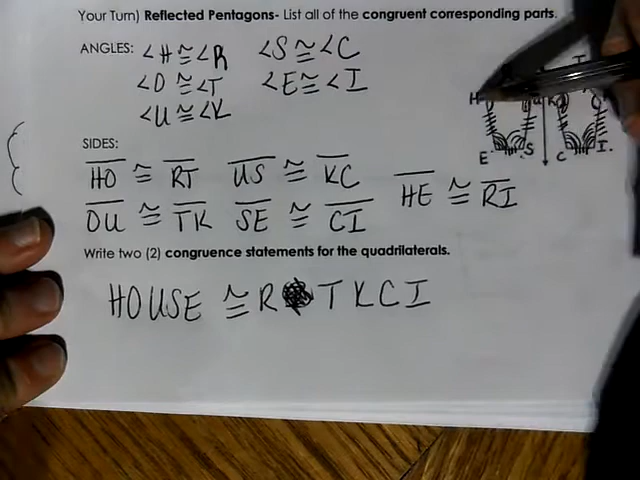 Your Turn) Reflected Pentagons- List all of the congruent corresponding parts.
ANGLES: ∠H ≅ ∠R ∠S ≅ ∠C
∠O ≅ ∠T ∠E ≅ ∠I
∠U ≅ ∠K
SIDES:
HO ≅ RT US ≅ KC HE ≅ RI
OU ≅ TK SE ≅ CI
Write two (2) congruence statements for the quadrilaterals.
HOUSE ≅ R TKCI
H U K
E S C I